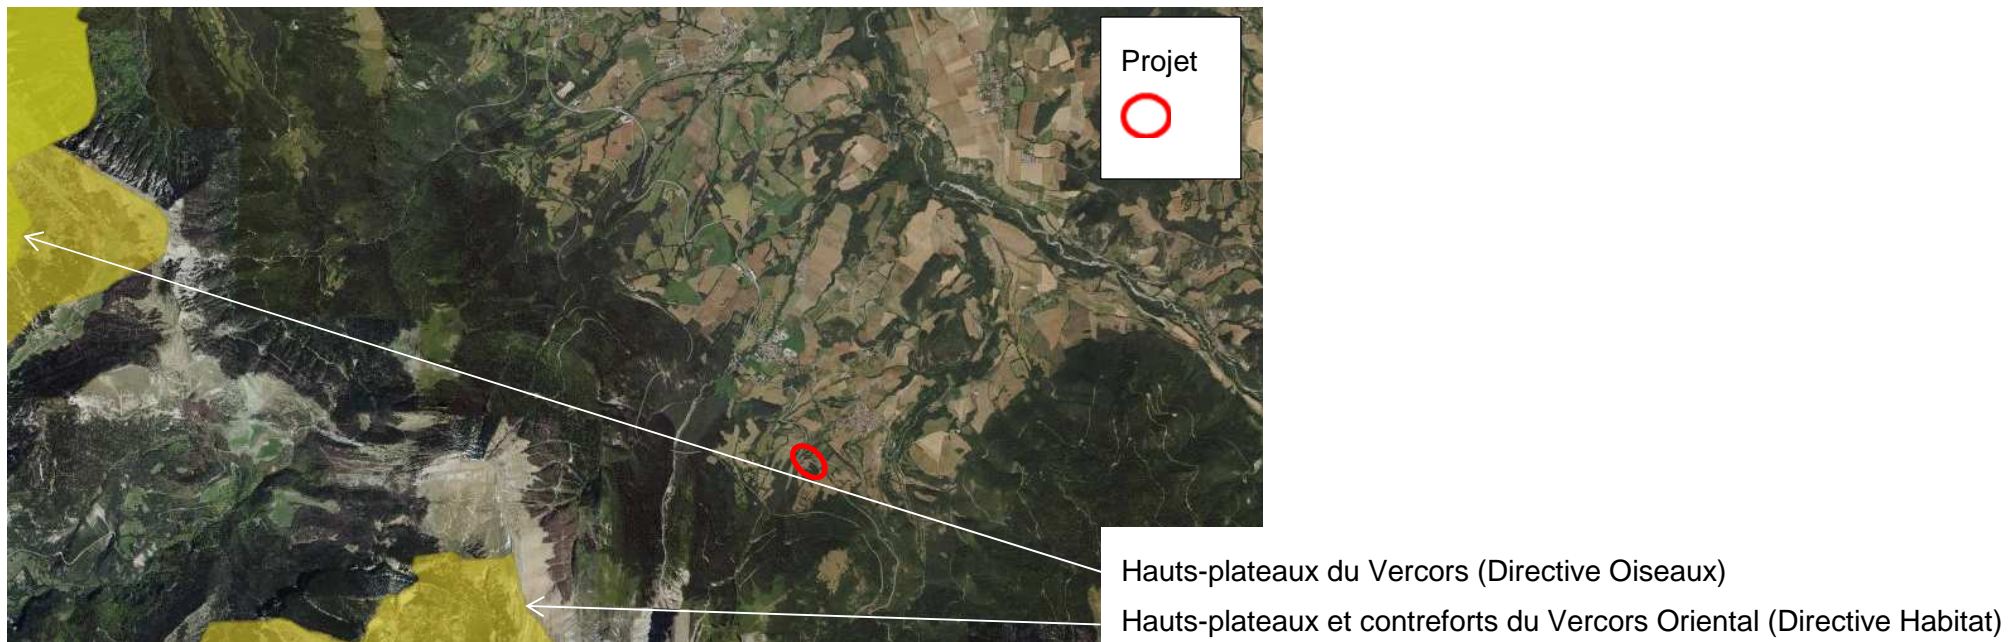 Projet
Hauts-plateaux du Vercors (Directive Oiseaux)
Hauts-plateaux et contreforts du Vercors Oriental (Directive Habitat)